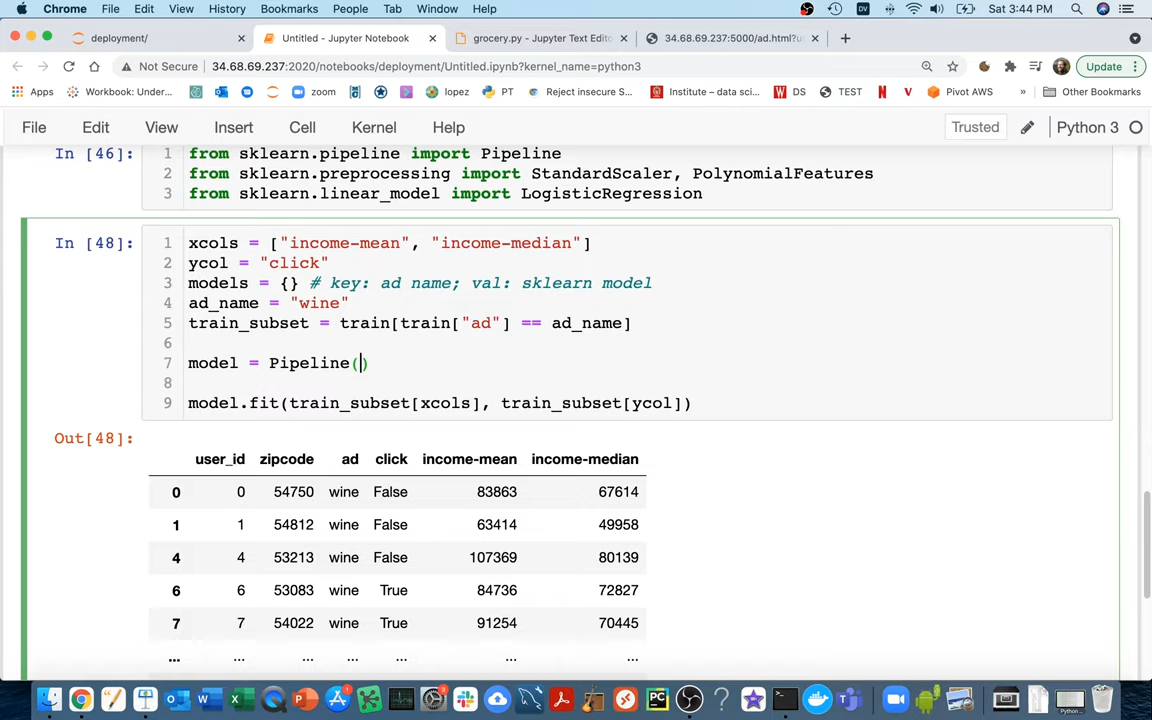 Chrome File Edit View History Bookmarks People Tab Window Help DV Sat 3:44 PM
deployment/ Untitled - Jupyter Notebook grocery.py - Jupyter Text Edito 34.68.69.237:5000/ad.html?u
Not Secure 34.68.69.237:2020/notebooks/deployment/Untitled.ipynb?kernel_name=python3 Update
Apps Workbook: Under... zoom lopez PT Reject insecure S... Institute – data sci... DS TEST Pivot AWS » Other Bookmarks
File Edit View Insert Cell Kernel Help Trusted Python 3
In [46]: 1 from sklearn.pipeline import Pipeline
2 from sklearn.preprocessing import StandardScaler, PolynomialFeatures
3 from sklearn.linear_model import LogisticRegression
In [48]: 1 xcols = ["income-mean", "income-median"]
2 ycol = "click"
3 models = {} # key: ad name; val: sklearn model
4 ad_name = "wine"
5 train_subset = train[train["ad"] == ad_name]
6
7 model = Pipeline()
8
9 model.fit(train_subset[xcols], train_subset[ycol])
Out[48]:
user_id zipcode ad click income-mean income-median
0 0 54750 wine False 83863 67614
1 1 54812 wine False 63414 49958
4 4 53213 wine False 107369 80139
6 6 53083 wine True 84736 72827
7 7 54022 wine True 91254 70445
... ... ... ... ... ... ...